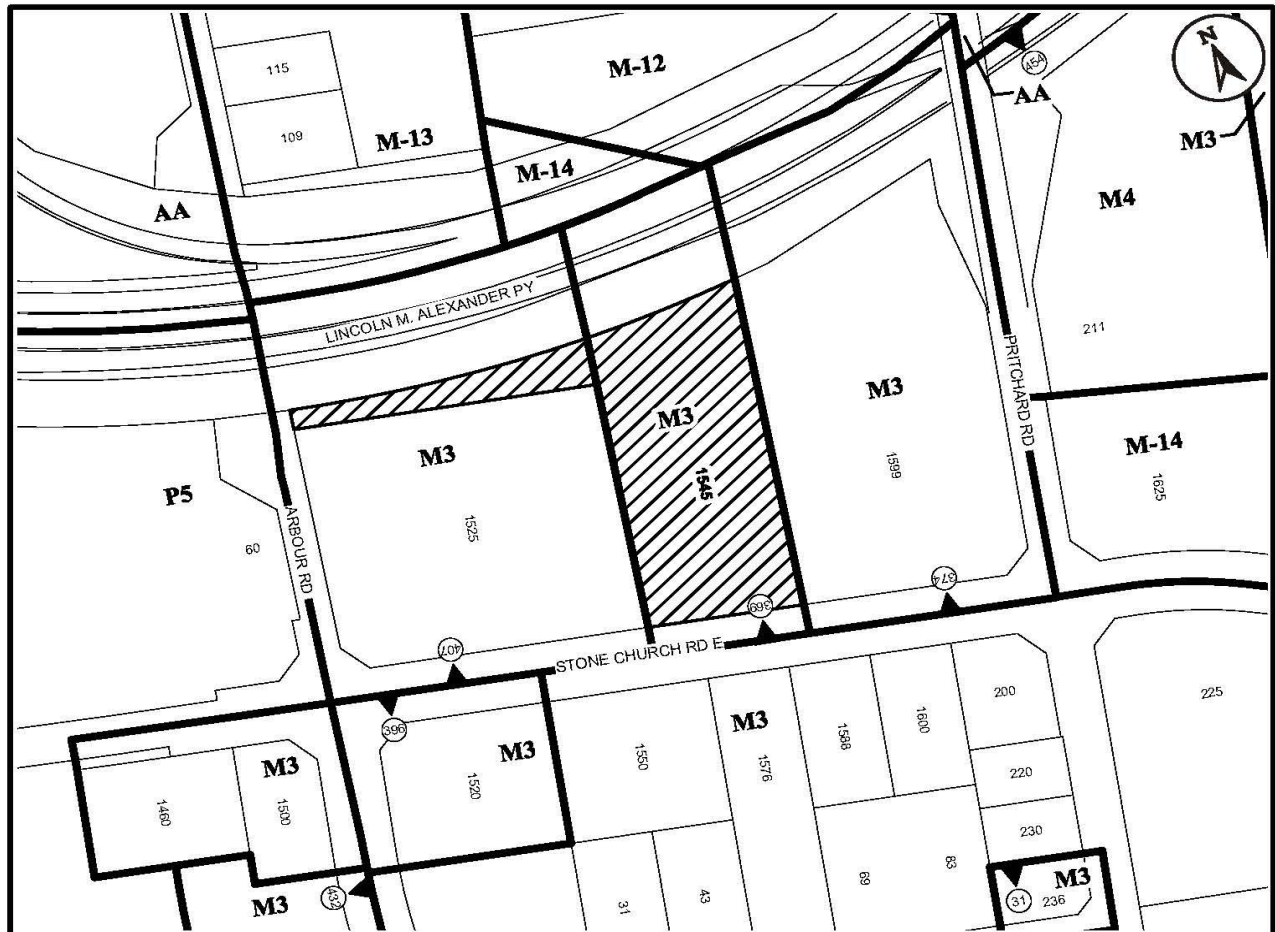 N
115
M-12
454
AA
109
M-13
M3
M-14
M4
AA
LINCOLN M. ALEXANDER PY
211
PRITCHARD RD
M3
M3
M3
M-14
1599
1625
1545
P5
1525
60
ARBOUR RD
374
369
407
STONE CHURCH RD E
396
200
225
M3
1588
1600
M3
M3
1550
1576
220
1460
1500
1520
230
83
69
M3
432
M3
31
43
31
236